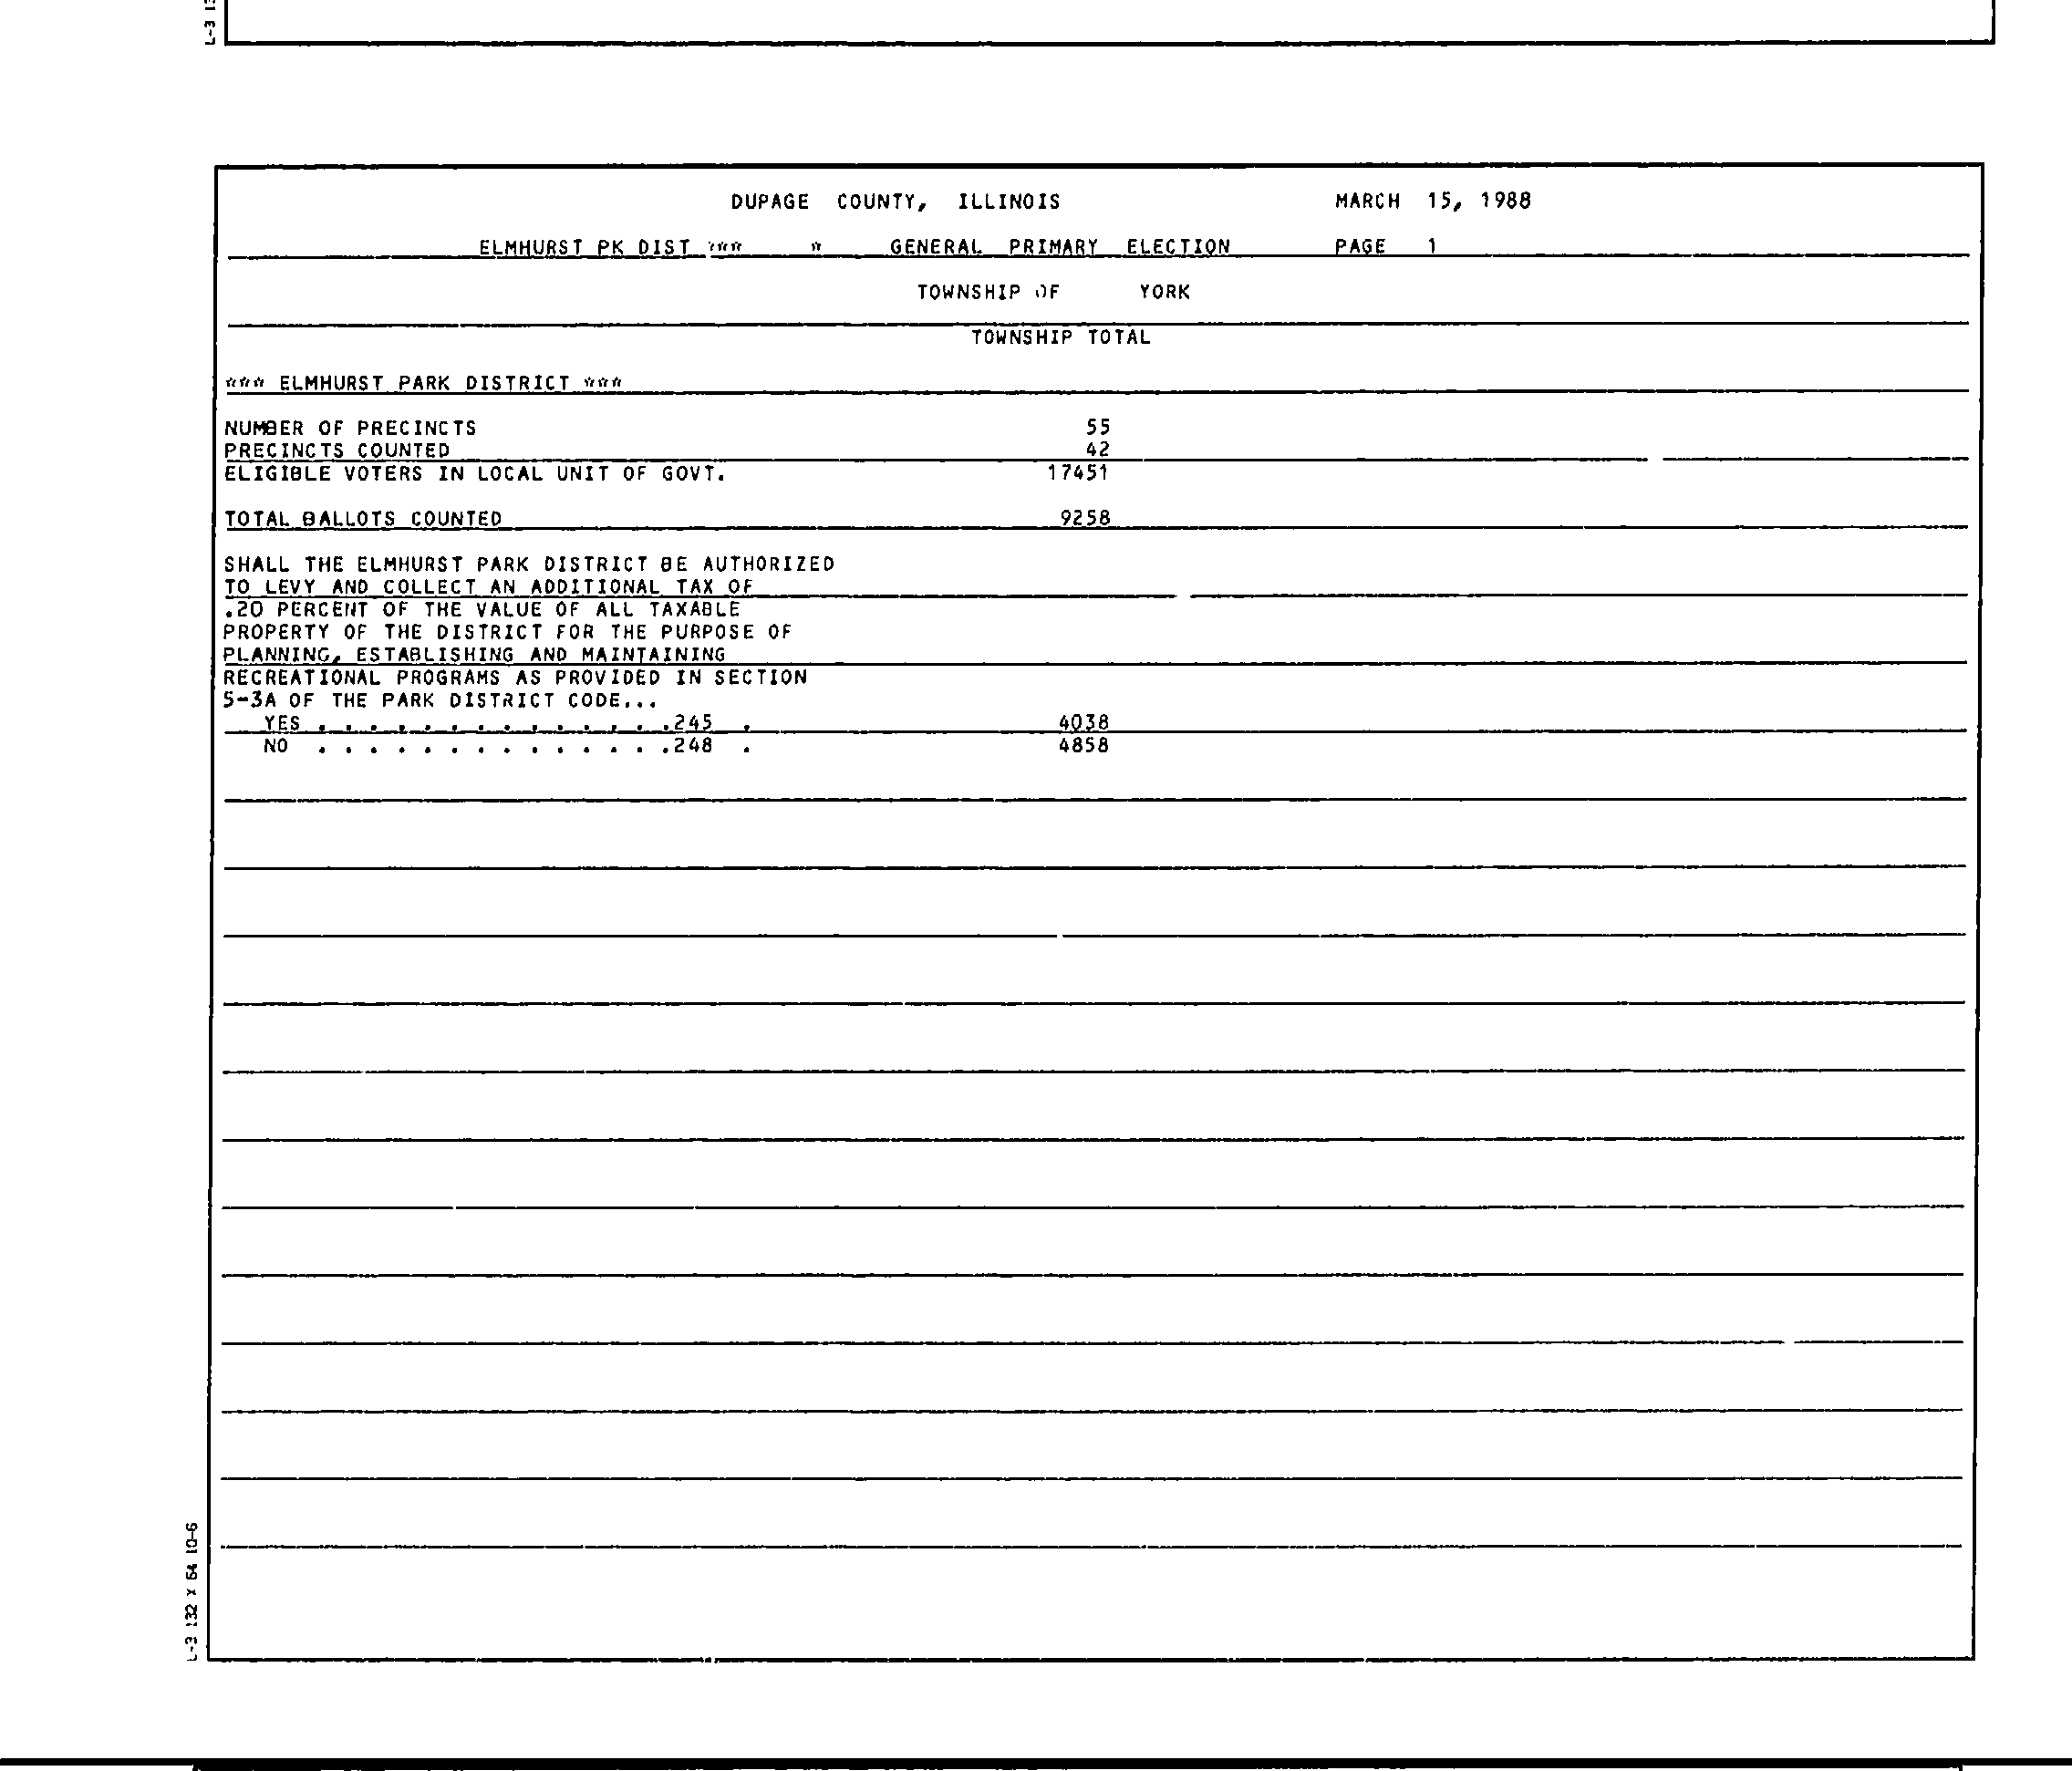 L-3 13
DUPAGE COUNTY, ILLINOIS MARCH 15, 1988
ELMHURST PK DIST *** * GENERAL PRIMARY ELECTION PAGE 1
TOWNSHIP OF YORK
TOWNSHIP TOTAL
*** ELMHURST PARK DISTRICT ***
NUMBER OF PRECINCTS 55
PRECINCTS COUNTED 42
ELIGIBLE VOTERS IN LOCAL UNIT OF GOVT. 17451
TOTAL BALLOTS COUNTED 9258
SHALL THE ELMHURST PARK DISTRICT BE AUTHORIZED
TO LEVY AND COLLECT AN ADDITIONAL TAX OF
.20 PERCENT OF THE VALUE OF ALL TAXABLE
PROPERTY OF THE DISTRICT FOR THE PURPOSE OF
PLANNING, ESTABLISHING AND MAINTAINING
RECREATIONAL PROGRAMS AS PROVIDED IN SECTION
5-3A OF THE PARK DISTRICT CODE...
YES . . . . . . . . . . . . . .245 . 4038
NO . . . . . . . . . . . . . .248 . 4858
L-3 132 X 64 10-6